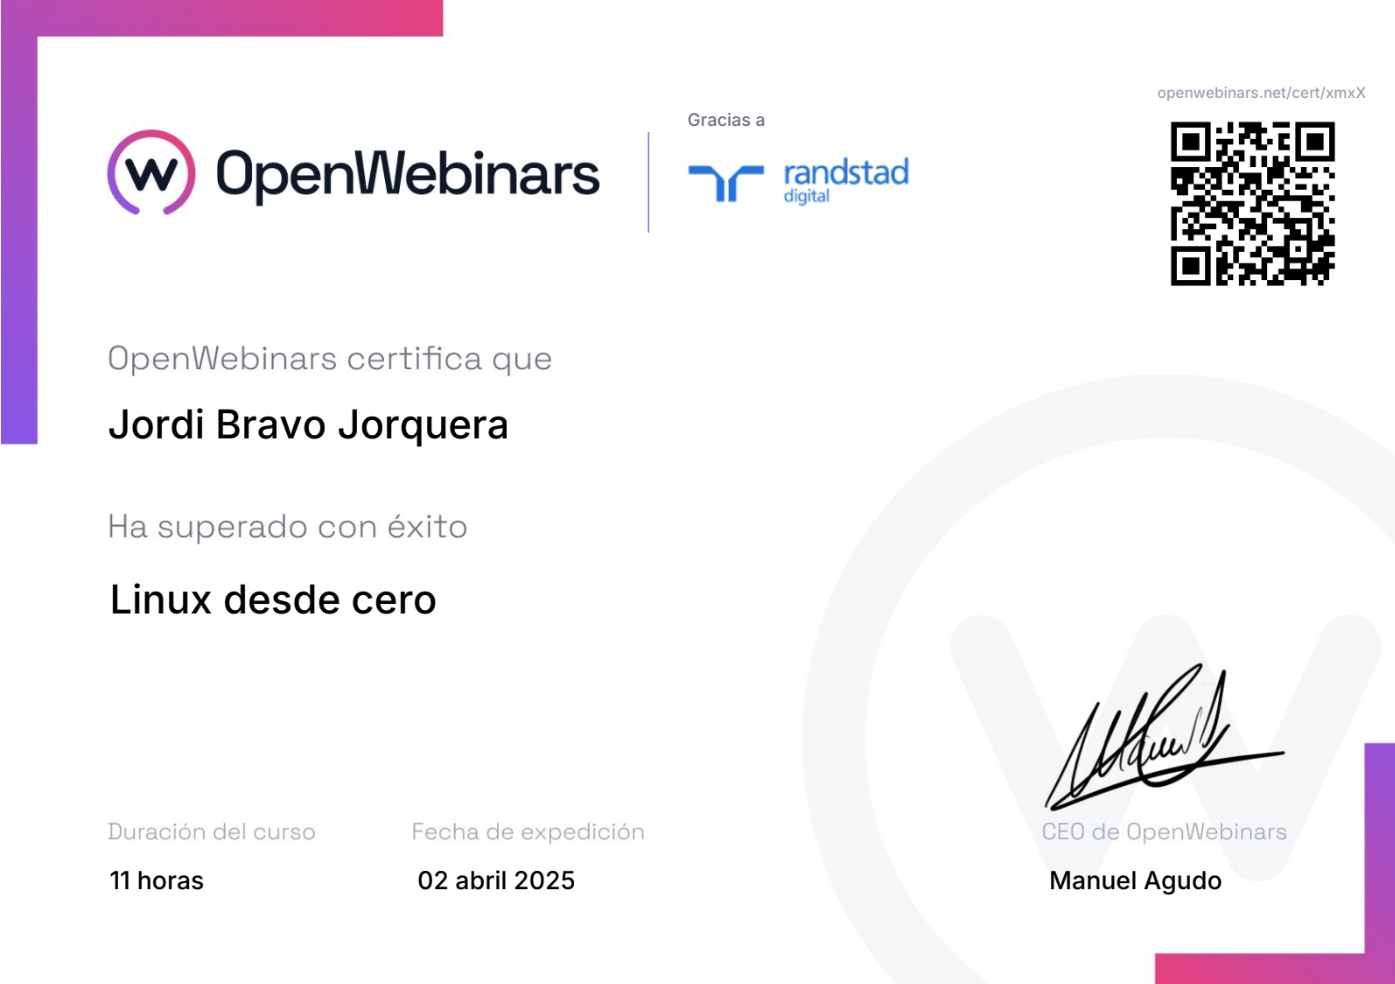 openwebinars.net/cert/xmxX
Gracias a
OpenWebinars
randstad
digital
OpenWebinars certifica que
Jordi Bravo Jorquera
Ha superado con éxito
Linux desde cero
Duración del curso
11 horas
Fecha de expedición
02 abril 2025
CEO de OpenWebinars
Manuel Agudo